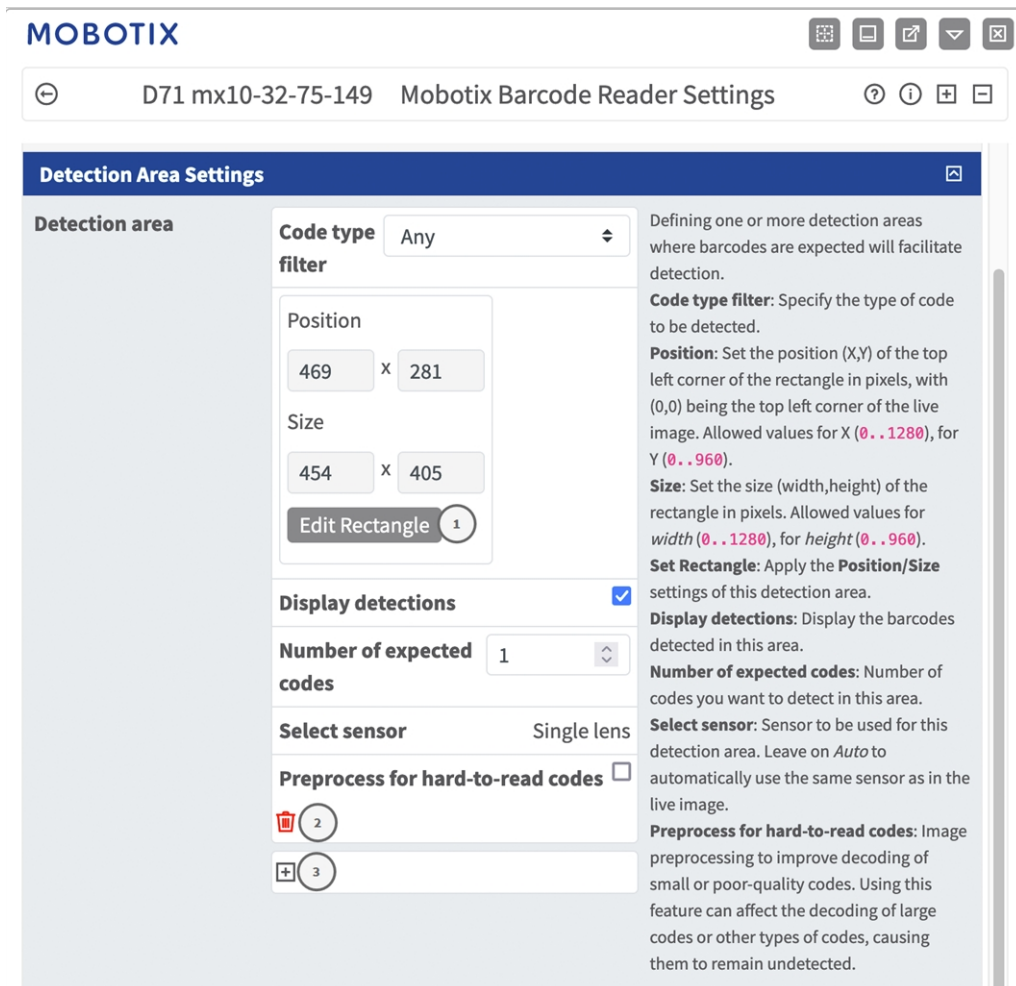 MOBOTIX
D71 mx10-32-75-149 Mobotix Barcode Reader Settings
Detection Area Settings
Detection area
Code type filter
Any
Position
469 x 281
Size
454 x 405
Edit Rectangle 1
Display detections
Number of expected codes
1
Select sensor Single lens
Preprocess for hard-to-read codes
2
3
Defining one or more detection areas
where barcodes are expected will facilitate
detection.
Code type filter: Specify the type of code
to be detected.
Position: Set the position (X,Y) of the top
left corner of the rectangle in pixels, with
(0,0) being the top left corner of the live
image. Allowed values for X (0..1280), for
Y (0..960).
Size: Set the size (width,height) of the
rectangle in pixels. Allowed values for
width (0..1280), for height (0..960).
Set Rectangle: Apply the Position/Size
settings of this detection area.
Display detections: Display the barcodes
detected in this area.
Number of expected codes: Number of
codes you want to detect in this area.
Select sensor: Sensor to be used for this
detection area. Leave on Auto to
automatically use the same sensor as in the
live image.
Preprocess for hard-to-read codes: Image
preprocessing to improve decoding of
small or poor-quality codes. Using this
feature can affect the decoding of large
codes or other types of codes, causing
them to remain undetected.